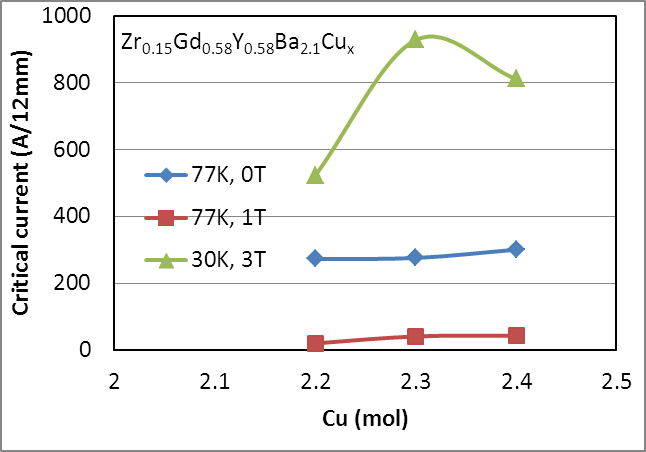 Zr0.15Gd0.58Y0.58Ba2.1Cux
1000
800
600
400
200
0
Critical current (A/12mm)
77K, 0T
77K, 1T
30K, 3T
2 2.1 2.2 2.3 2.4 2.5
Cu (mol)